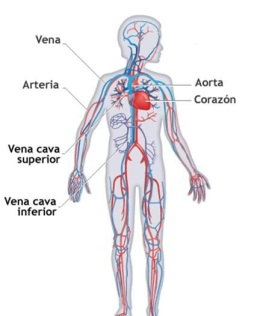 Vena
Arteria
Aorta
Corazón
Vena cava
superior
Vena cava
inferior